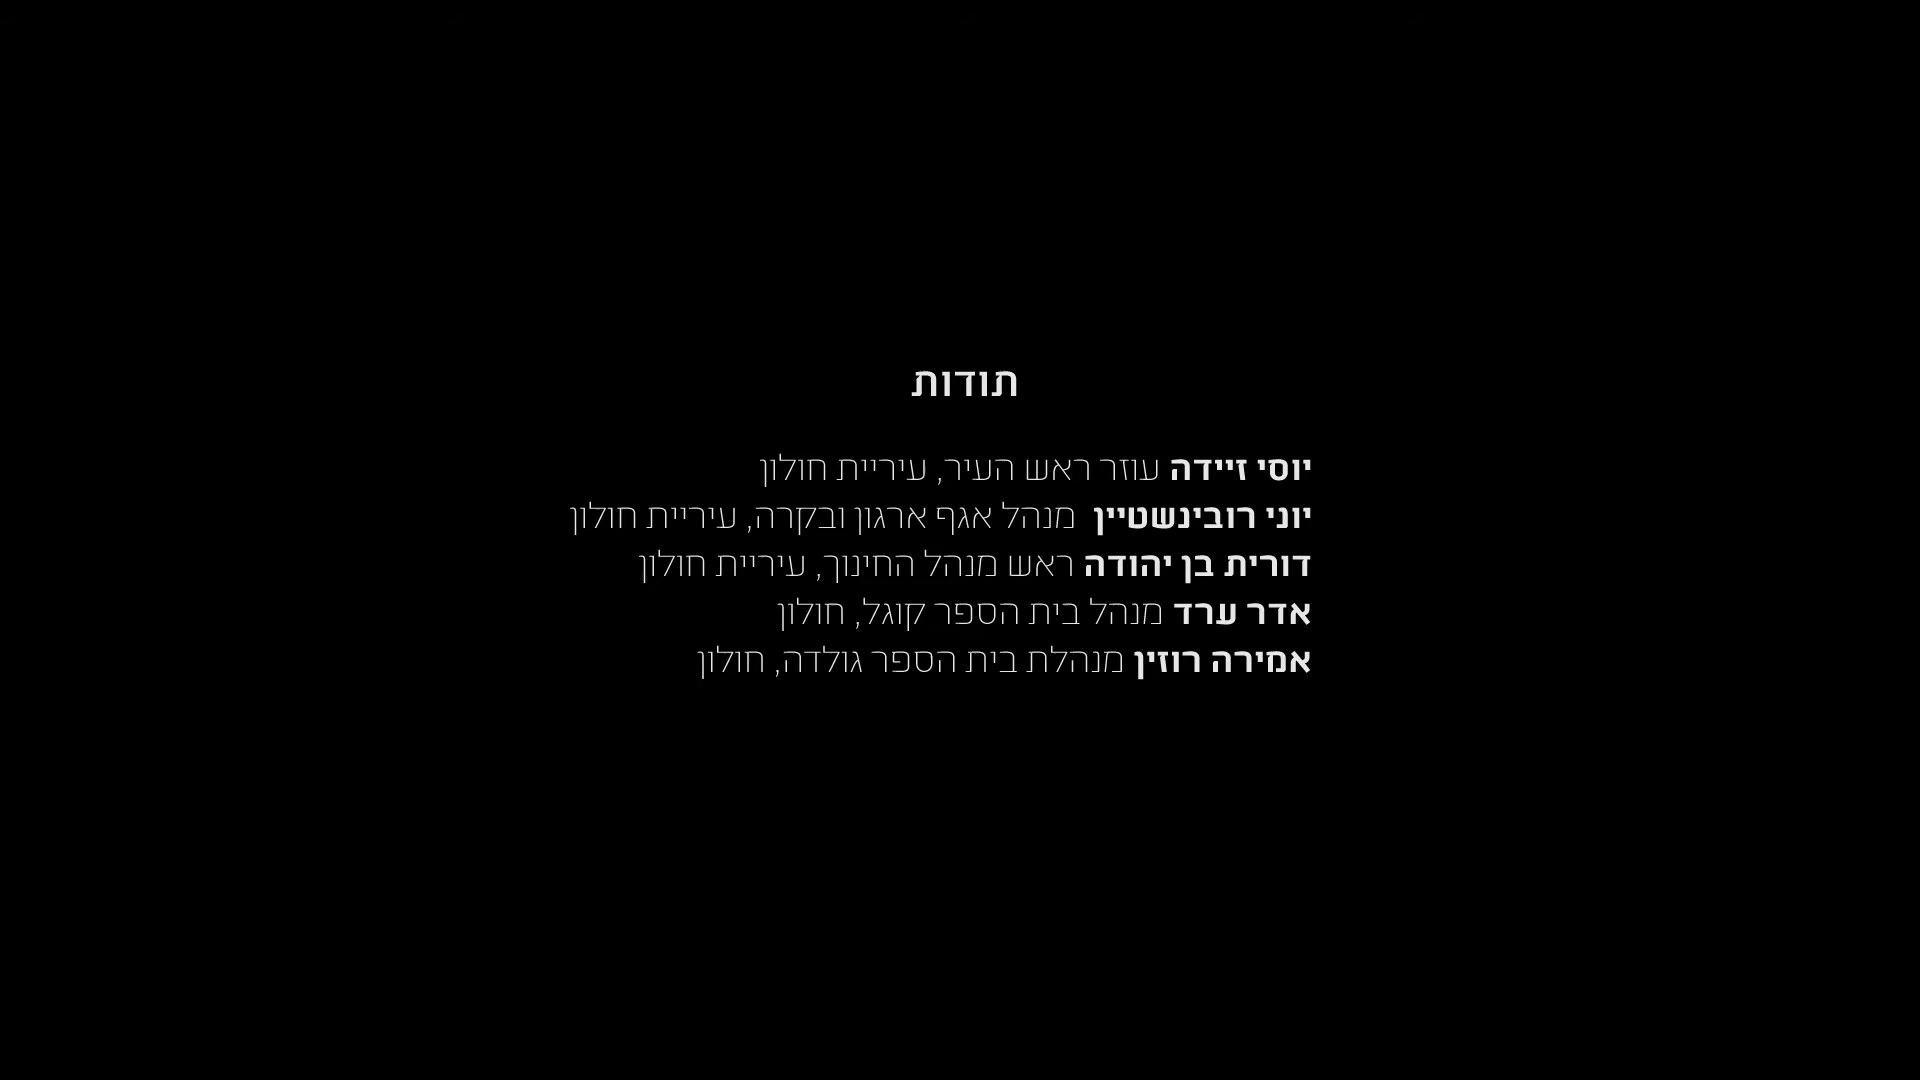 תודות
יוסי זיידה עוזר ראש העיר, עיריית חולון
יוני רובינשטיין מנהל אגף ארגון ובקרה, עיריית חולון
דורית בן יהודה ראש מנהל החינוך, עיריית חולון
אדר ערד מנהל בית הספר קוגל, חולון
אמירה רוזין מנהלת בית הספר גולדה, חולון